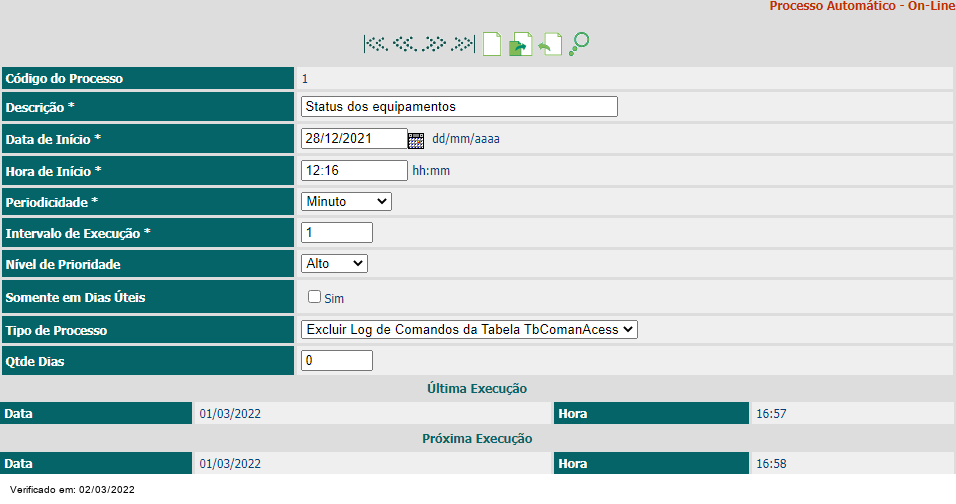 Processo Automático - On-Line
Código do Processo 1
Descrição * Status dos equipamentos
Data de Início * 28/12/2021 dd/mm/aaaa
Hora de Início * 12:16 hh:mm
Periodicidade * Minuto
Intervalo de Execução * 1
Nível de Prioridade Alto
Somente em Dias Úteis Sim
Tipo de Processo Excluir Log de Comandos da Tabela TbComanAcess
Qtde Dias 0
Última Execução
Data 01/03/2022 Hora 16:57
Próxima Execução
Data 01/03/2022 Hora 16:58
Verificado em: 02/03/2022